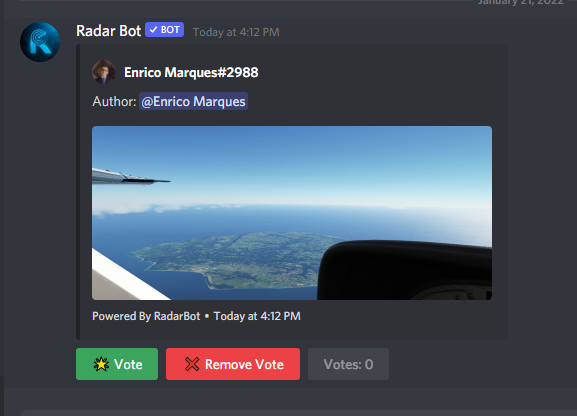 January 21, 2022
Radar Bot ✓ BOT Today at 4:12 PM
Enrico Marques#2988
Author: @Enrico Marques
Powered By RadarBot • Today at 4:12 PM
Vote Remove Vote Votes: 0